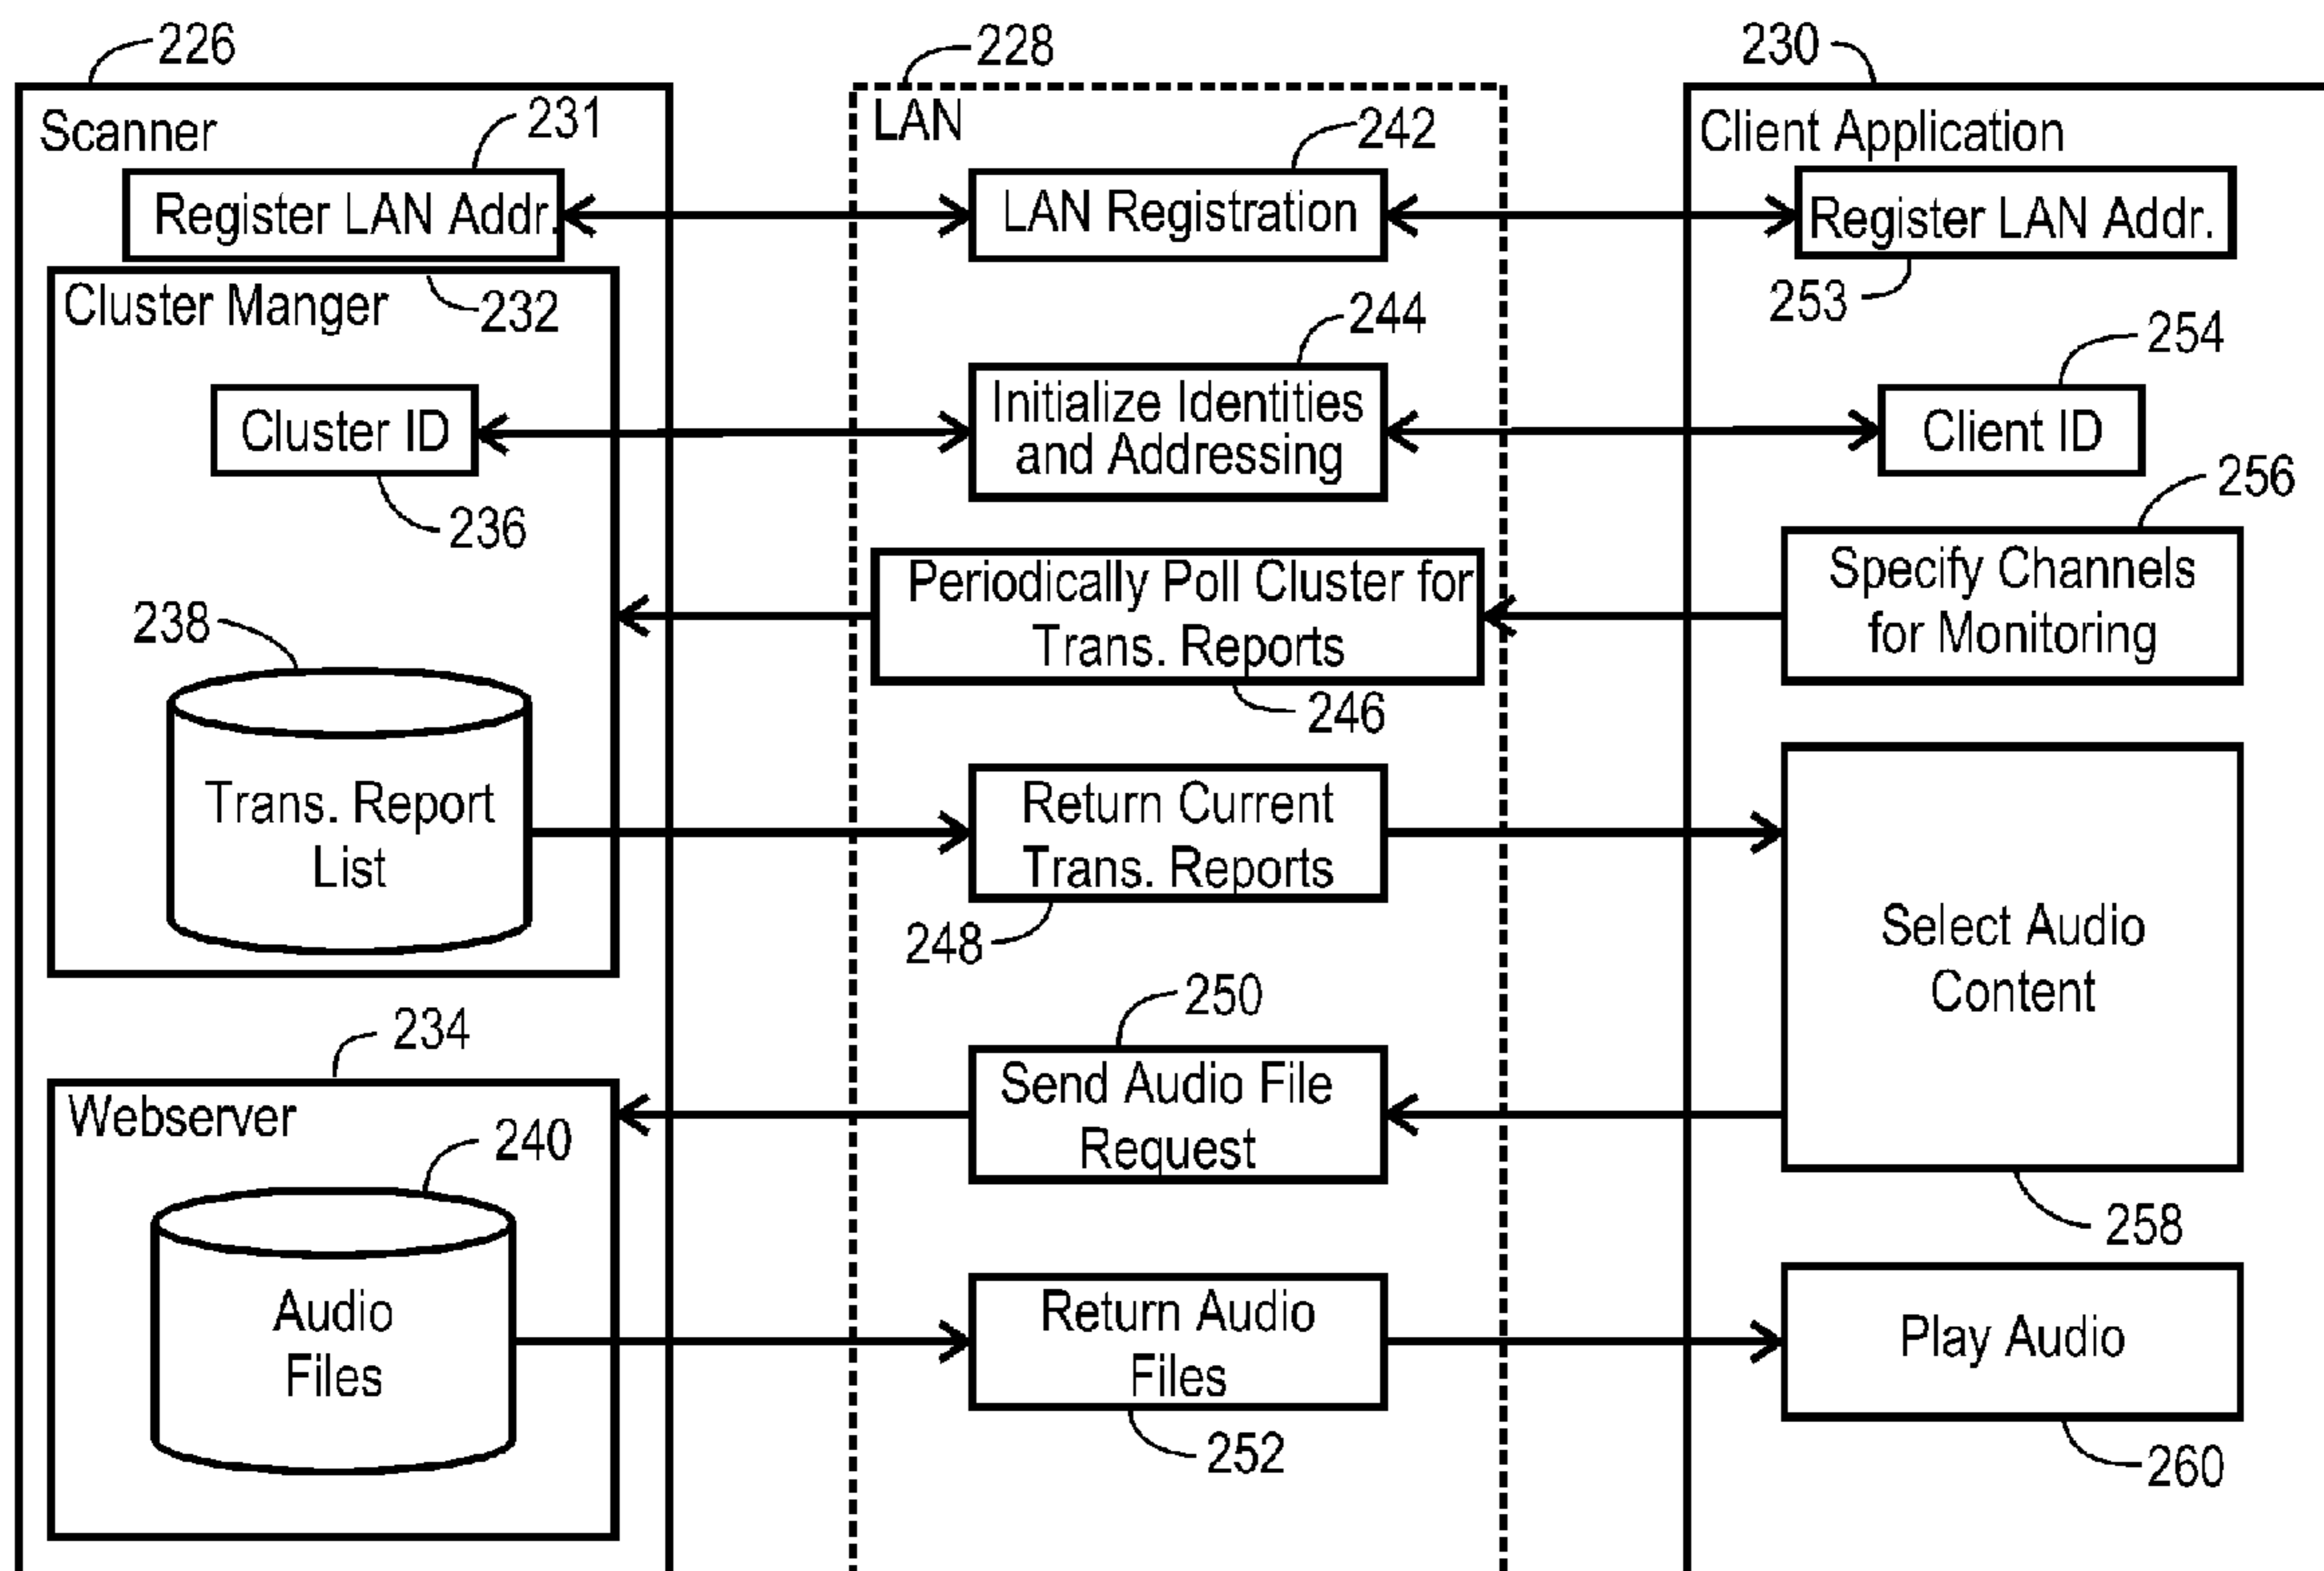 226
228
230
Scanner
LAN
Client Application
231
242
Register LAN Addr.
LAN Registration
Register LAN Addr.
253
Cluster Manger
232
244
254
Cluster ID
Initialize Identities
and Addressing
Client ID
236
256
Periodically Poll Cluster for
Trans. Reports
Specify Channels
for Monitoring
238
246
Trans. Report
List
Return Current
Trans. Reports
248
Select Audio
Content
250
234
Send Audio File
Request
Webserver
240
258
Audio
Files
Return Audio
Files
Play Audio
252
260